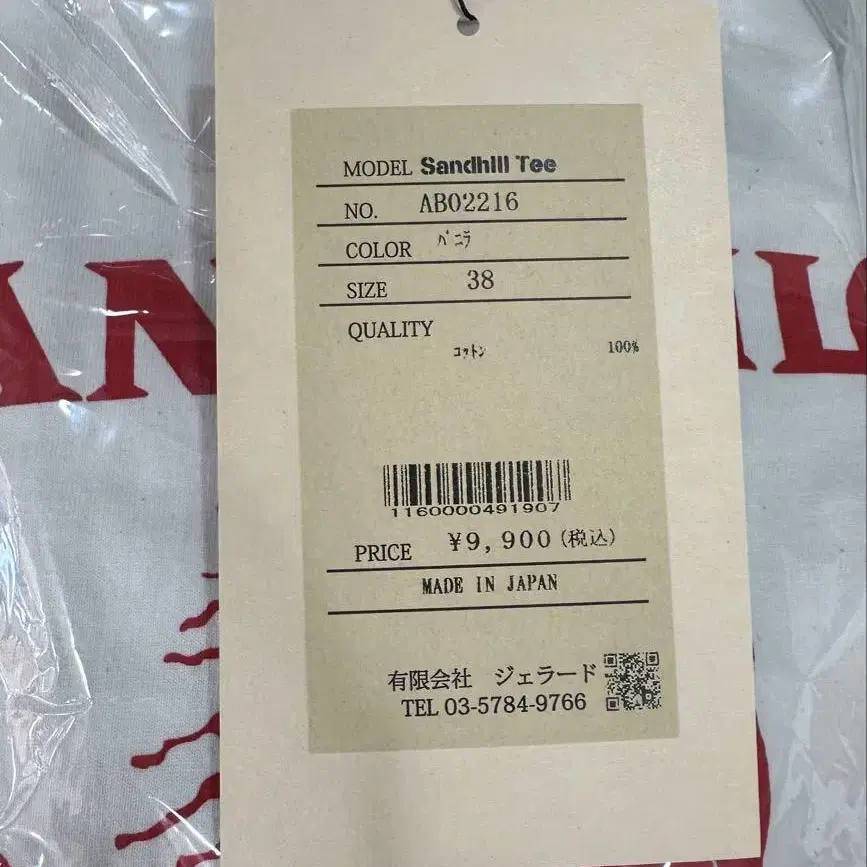 MODEL Sandhill Tee
NO. AB02216
COLOR ﾊﾞﾆﾗ
SIZE 38
QUALITY
ｺｯﾄﾝ 100%
1160000491907
PRICE ¥9,900(税込)
MADE IN JAPAN
有限会社 ジェラード
TEL 03-5784-9766